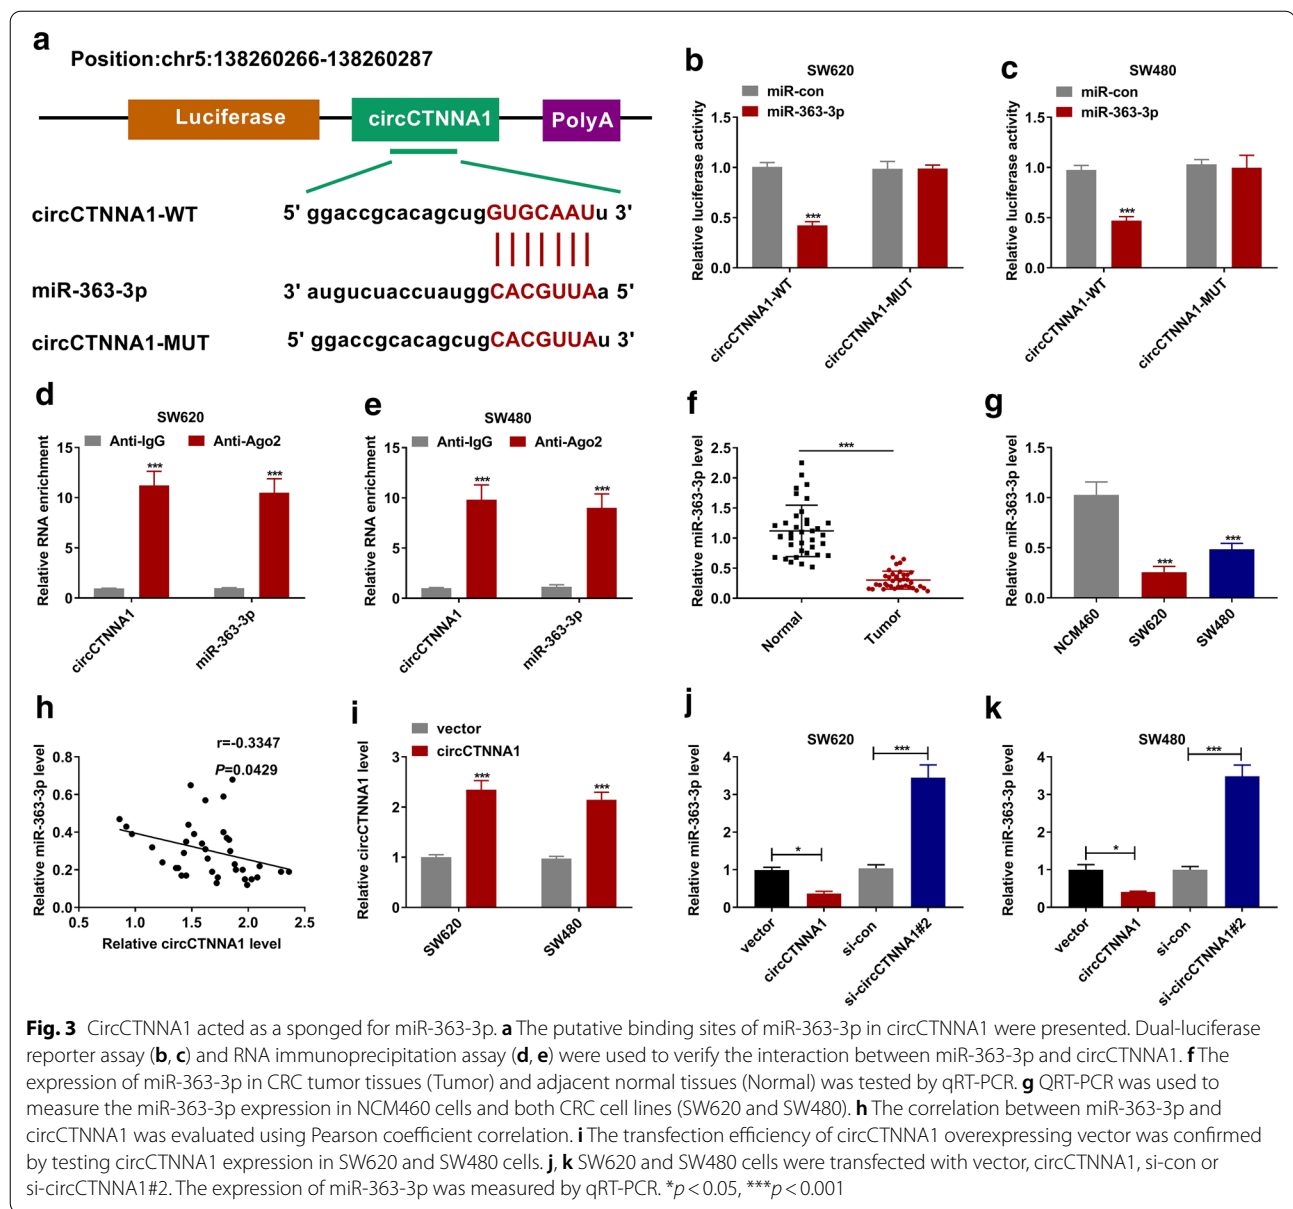 a
Position:chr5:138260266-138260287
Luciferase circCTNNA1 PolyA
circCTNNA1-WT 5' ggaccgcacagcugGUGCAAUu 3'
miR-363-3p 3' augucuaccuauggCACGUUAa 5'
circCTNNA1-MUT 5' ggaccgcacagcugCACGUUAu 3'
b
SW620
miR-con
miR-363-3p
Relative luciferase activity
1.5
1.0
0.5
0.0
***
circCTNNA1-WT
circCTNNA1-MUT
c
SW480
miR-con
miR-363-3p
Relative luciferase activity
1.5
1.0
0.5
0.0
***
circCTNNA1-WT
circCTNNA1-MUT
d
SW620
Anti-IgG Anti-Ago2
Relative RNA enrichment
15
10
5
0
*** ***
circCTNNA1
miR-363-3p
e
SW480
Anti-IgG Anti-Ago2
Relative RNA enrichment
15
10
5
0
*** ***
circCTNNA1
miR-363-3p
f
Relative miR-363-3p level
2.5
2.0
1.5
1.0
0.5
0.0
***
Normal
Tumor
g
Relative miR-363-3p level
1.5
1.0
0.5
0.0
*** ***
NCM460
SW620
SW480
h
r=-0.3347
P=0.0429
Relative miR-363-3p level
0.8
0.6
0.4
0.2
0.0
0.5 1.0 1.5 2.0 2.5
Relative circCTNNA1 level
i
vector
circCTNNA1
Relative circCTNNA1 level
3
2
1
0
*** ***
SW620
SW480
j
SW620
Relative miR-363-3p level
4
3
2
1
0
* ***
vector
circCTNNA1
si-con
si-circCTNNA1#2
k
SW480
Relative miR-363-3p level
4
3
2
1
0
* ***
vector
circCTNNA1
si-con
si-circCTNNA1#2
Fig. 3 CircCTNNA1 acted as a sponged for miR-363-3p. a The putative binding sites of miR-363-3p in circCTNNA1 were presented. Dual-luciferase
reporter assay (b, c) and RNA immunoprecipitation assay (d, e) were used to verify the interaction between miR-363-3p and circCTNNA1. f The
expression of miR-363-3p in CRC tumor tissues (Tumor) and adjacent normal tissues (Normal) was tested by qRT-PCR. g QRT-PCR was used to
measure the miR-363-3p expression in NCM460 cells and both CRC cell lines (SW620 and SW480). h The correlation between miR-363-3p and
circCTNNA1 was evaluated using Pearson coefficient correlation. i The transfection efficiency of circCTNNA1 overexpressing vector was confirmed
by testing circCTNNA1 expression in SW620 and SW480 cells. j, k SW620 and SW480 cells were transfected with vector, circCTNNA1, si-con or
si-circCTNNA1#2. The expression of miR-363-3p was measured by qRT-PCR. *p < 0.05, ***p < 0.001